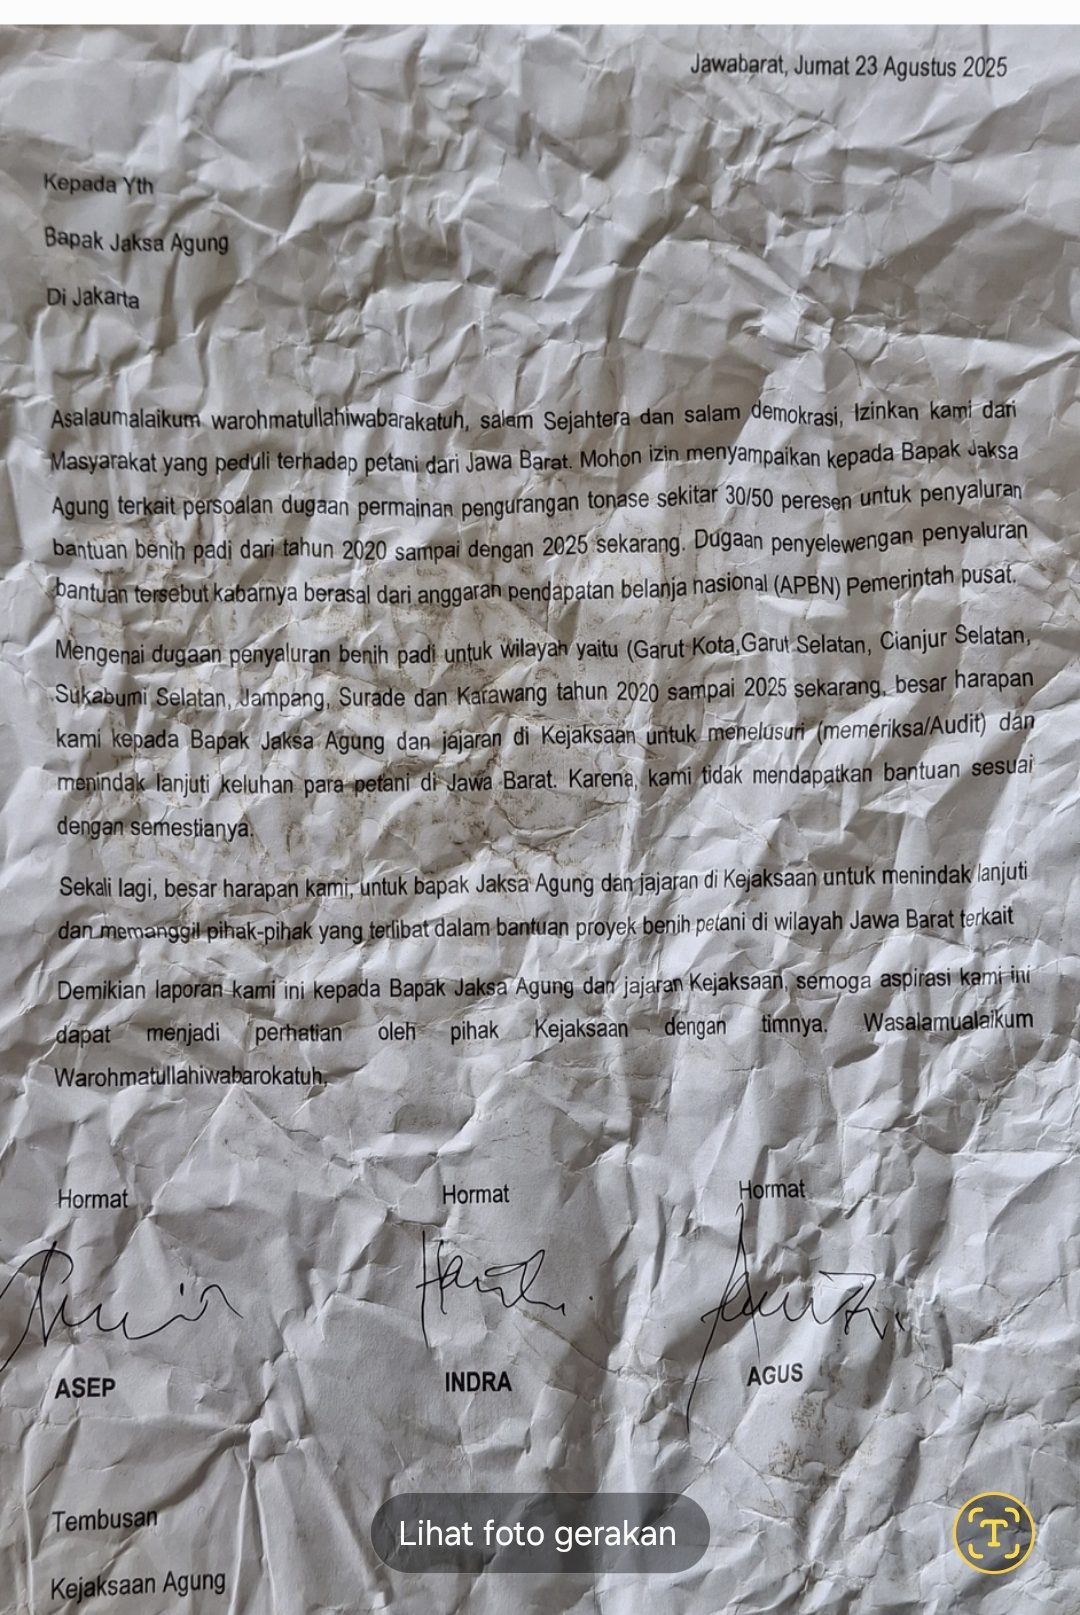 Jawabarat, Jumat 23 Agustus 2025
Kepada Yth
Bapak Jaksa Agung
Di Jakarta
Asalaumalaikum warohmatullahiwabarakatuh, salam Sejahtera dan salam demokrasi, Izinkan kami dari
Masyarakat yang peduli terhadap petani dari Jawa Barat. Mohon izin menyampaikan kepada Bapak Jaksa
Agung terkait persoalan dugaan permainan pengurangan tonase sekitar 30/50 peresen untuk penyaluran
bantuan benih padi dari tahun 2020 sampai dengan 2025 sekarang. Dugaan penyelewengan penyaluran
bantuan tersebut kabarnya berasal dari anggaran pendapatan belanja nasional (APBN) Pemerintah pusat.
Mengenai dugaan penyaluran benih padi untuk wilayah yaitu (Garut Kota,Garut Selatan, Cianjur Selatan,
Sukabumi Selatan, Jampang, Surade dan Karawang tahun 2020 sampai 2025 sekarang, besar harapan
kami kepada Bapak Jaksa Agung dan jajaran di Kejaksaan untuk menelusuri (memeriksa/Audit) dan
menindak lanjuti keluhan para petani di Jawa Barat. Karena, kami tidak mendapatkan bantuan sesuai
dengan semestianya.
Sekali lagi, besar harapan kami, untuk bapak Jaksa Agung dan jajaran di Kejaksaan untuk menindak lanjuti
dan memanggil pihak-pihak yang terlibat dalam bantuan proyek benih petani di wilayah Jawa Barat terkait
Demikian laporan kami ini kepada Bapak Jaksa Agung dan jajaran Kejaksaan, semoga aspirasi kami ini
dapat menjadi perhatian oleh pihak Kejaksaan dengan timnya. Wasalamualaikum
Warohmatullahiwabarokatuh,
Hormat Hormat Hormat
ASEP INDRA AGUS
Tembusan
Lihat foto gerakan
Kejaksaan Agung